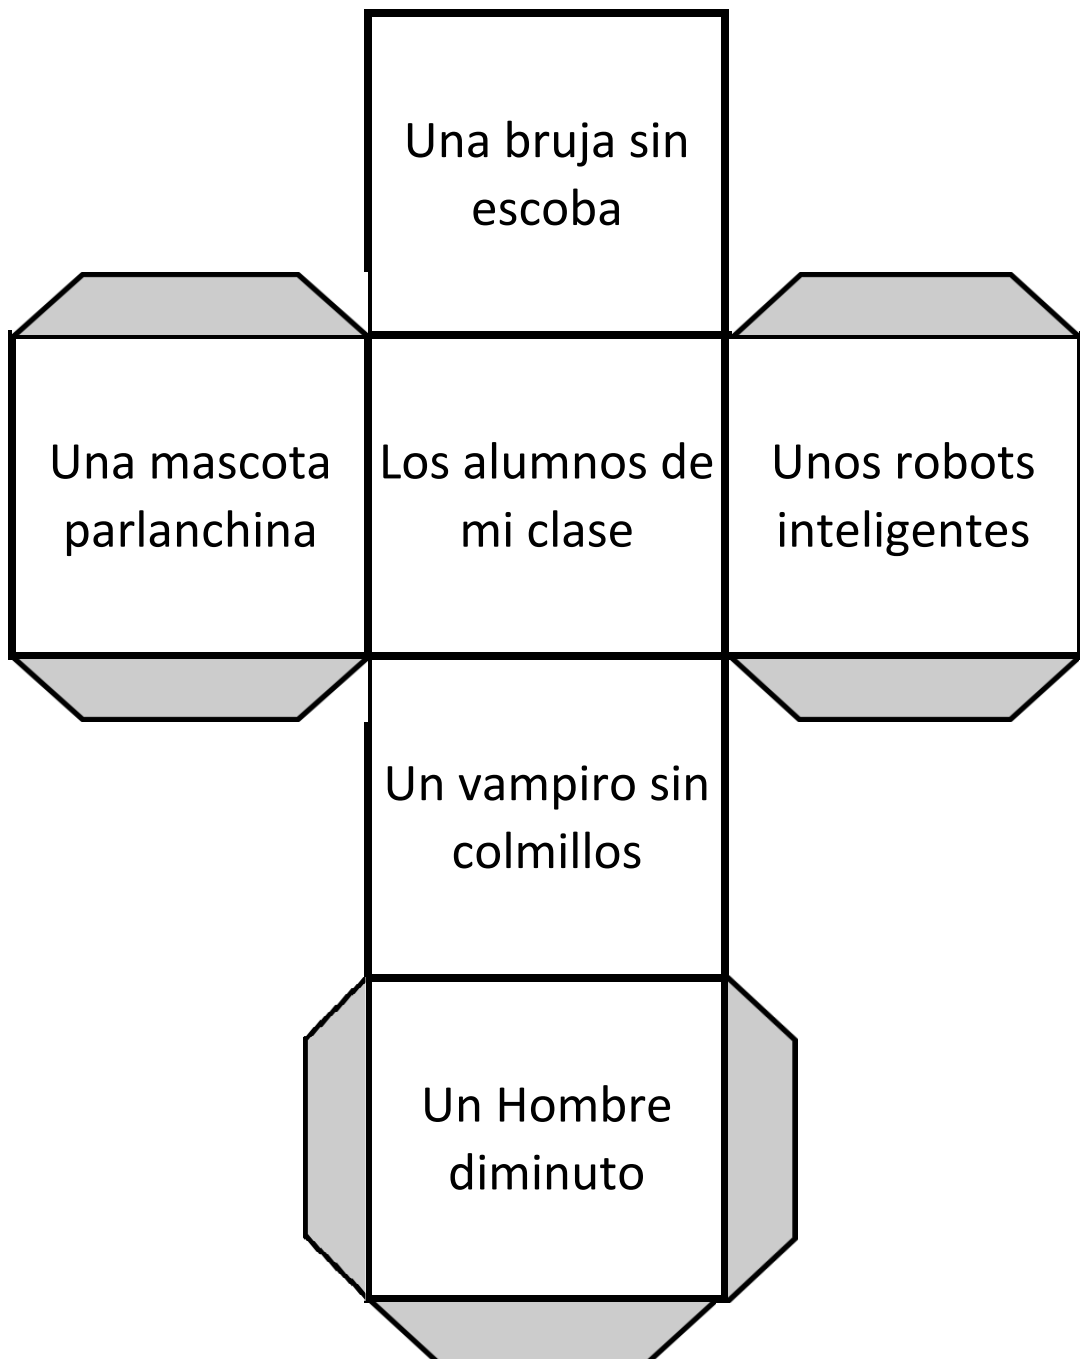 Una bruja sin
escoba
Una mascota
parlanchina
Los alumnos de
mi clase
Unos robots
inteligentes
Un vampiro sin
colmillos
Un Hombre
diminuto